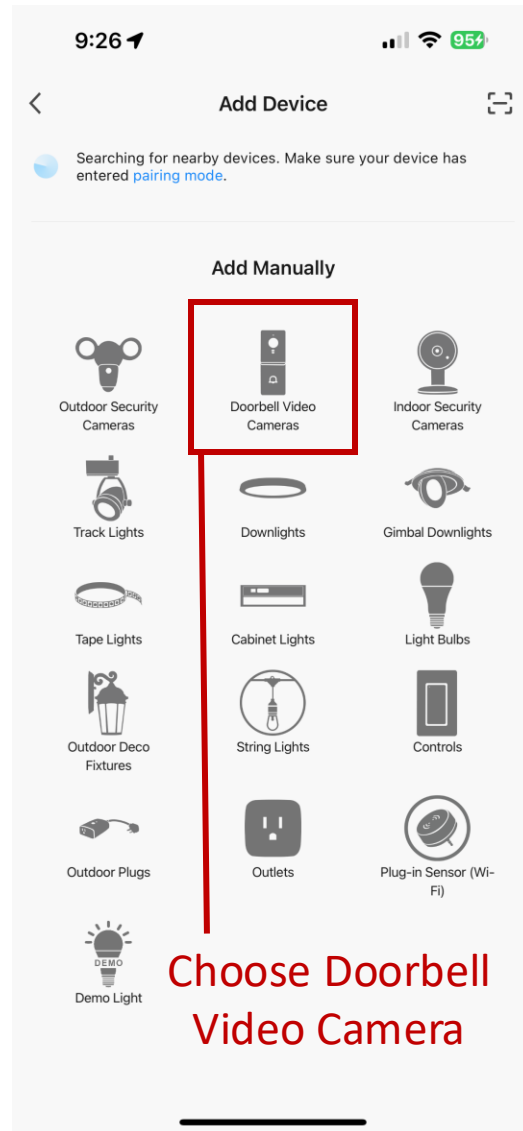 9:26
95
Add Device
Searching for nearby devices. Make sure your device has
entered pairing mode.
Add Manually
Outdoor Security
Cameras
Doorbell Video
Cameras
Indoor Security
Cameras
Track Lights
Downlights
Gimbal Downlights
Tape Lights
Cabinet Lights
Light Bulbs
Outdoor Deco
Fixtures
String Lights
Controls
Outdoor Plugs
Outlets
Plug-in Sensor (Wi-
Fi)
DEMO
Demo Light
Choose Doorbell
Video Camera